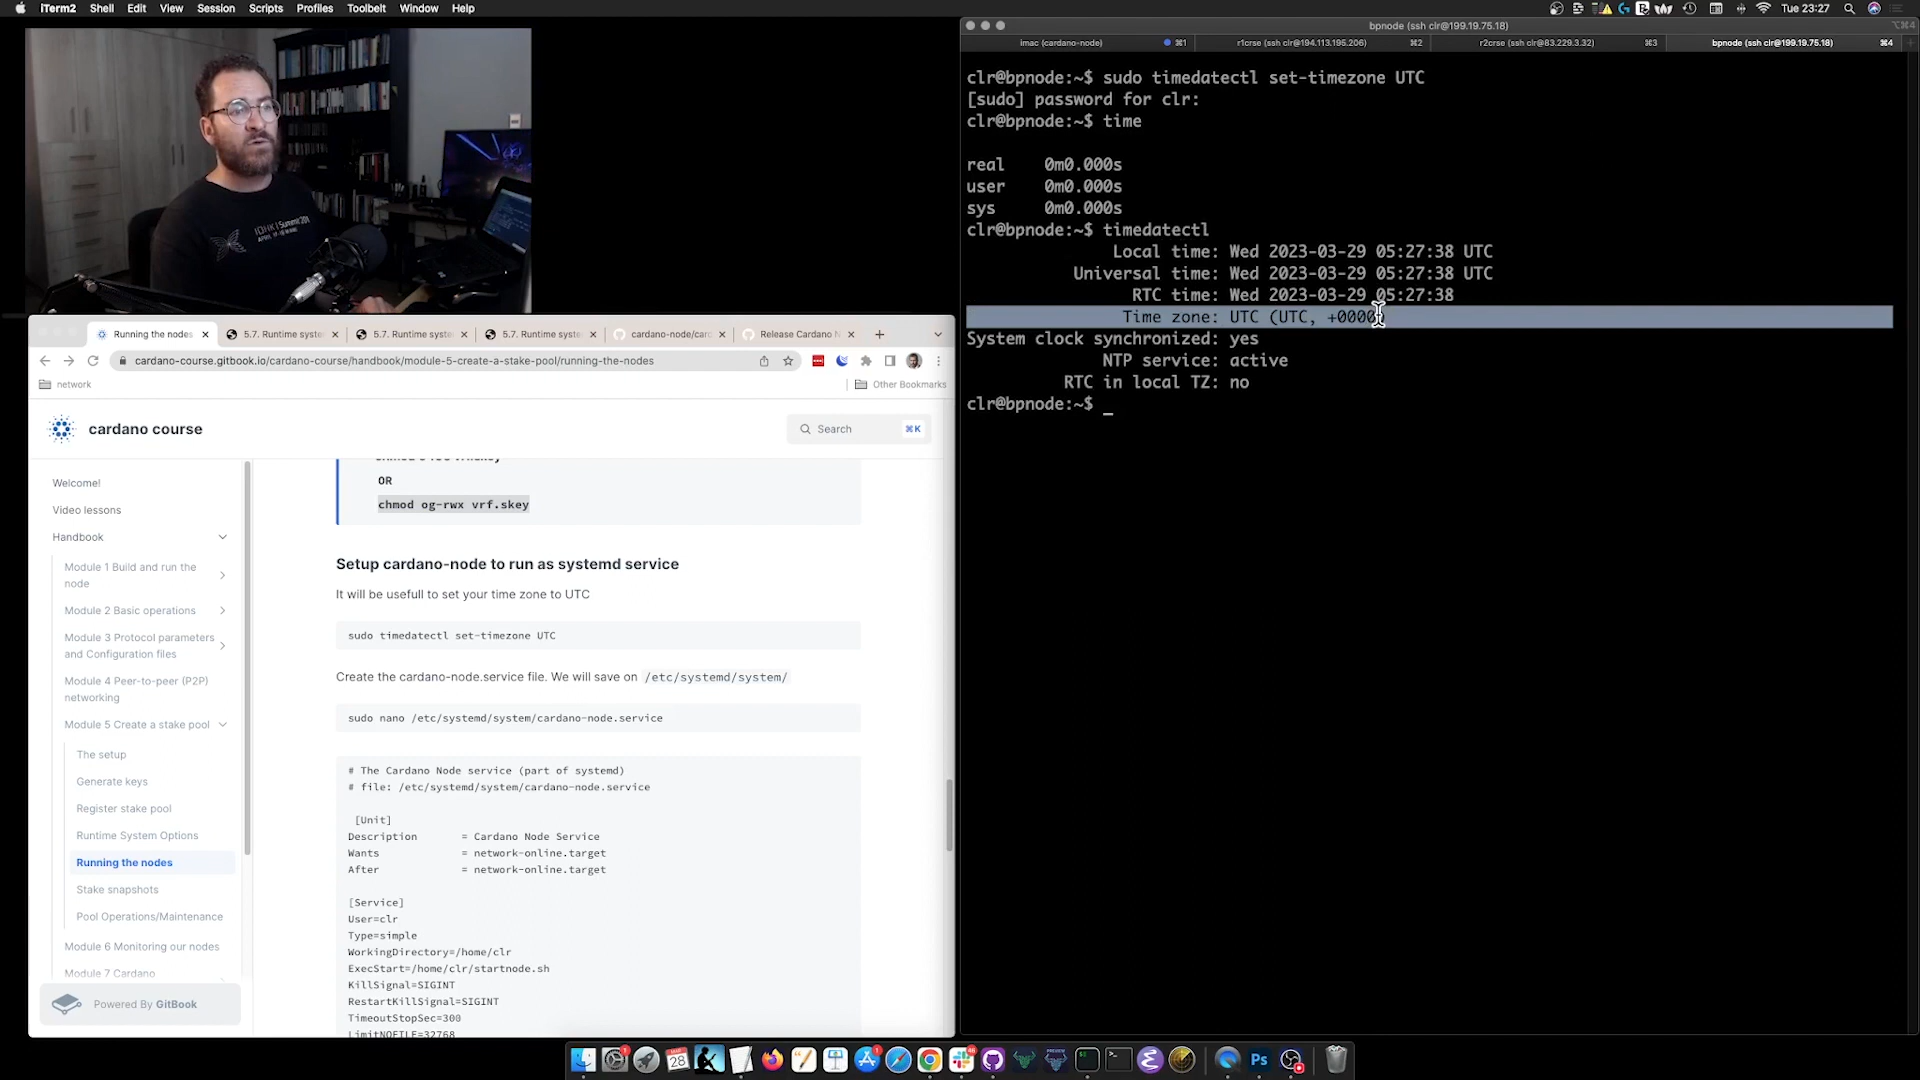 iTerm2 Shell Edit View Session Scripts Profiles Toolbelt Window Help
Tue 23:27
bpnode (ssh clr@199.19.75.18)
⌥⌘4
imac (cardano-node) ⌘1 r1crse (ssh clr@194.113.195.206) ⌘2 r2crse (ssh clr@83.229.3.32) ⌘3 bpnode (ssh clr@199.19.75.18) ⌘4
clr@bpnode:~$ sudo timedatectl set-timezone UTC
[sudo] password for clr:
clr@bpnode:~$ time
real 0m0.000s
user 0m0.000s
sys 0m0.000s
clr@bpnode:~$ timedatectl
Local time: Wed 2023-03-29 05:27:38 UTC
Universal time: Wed 2023-03-29 05:27:38 UTC
RTC time: Wed 2023-03-29 05:27:38
Time zone: UTC (UTC, +0000)
System clock synchronized: yes
NTP service: active
RTC in local TZ: no
clr@bpnode:~$ _
IOHK Summit 201
Running the nodes 5.7. Runtime syste 5.7. Runtime syste 5.7. Runtime syste cardano-node/car Release Cardano N
cardano-course.gitbook.io/cardano-course/handbook/module-5-create-a-stake-pool/running-the-nodes
network
Other Bookmarks
cardano course
Search ⌘K
Welcome!
Video lessons
Handbook
Module 1 Build and run the
node
Module 2 Basic operations
Module 3 Protocol parameters
and Configuration files
Module 4 Peer-to-peer (P2P)
networking
Module 5 Create a stake pool
The setup
Generate keys
Register stake pool
Runtime System Options
Running the nodes
Stake snapshots
Pool Operations/Maintenance
Module 6 Monitoring our nodes
Module 7 Cardano
Powered By GitBook
OR
chmod og-rwx vrf.skey
Setup cardano-node to run as systemd service
It will be usefull to set your time zone to UTC
sudo timedatectl set-timezone UTC
Create the cardano-node.service file. We will save on /etc/systemd/system/
sudo nano /etc/systemd/system/cardano-node.service
# The Cardano Node service (part of systemd)
# file: /etc/systemd/system/cardano-node.service
[Unit]
Description = Cardano Node Service
Wants = network-online.target
After = network-online.target
[Service]
User=clr
Type=simple
WorkingDirectory=/home/clr
ExecStart=/home/clr/startnode.sh
KillSignal=SIGINT
RestartKillSignal=SIGINT
TimeoutStopSec=300
LimitNOFILE=32768
28
Ps